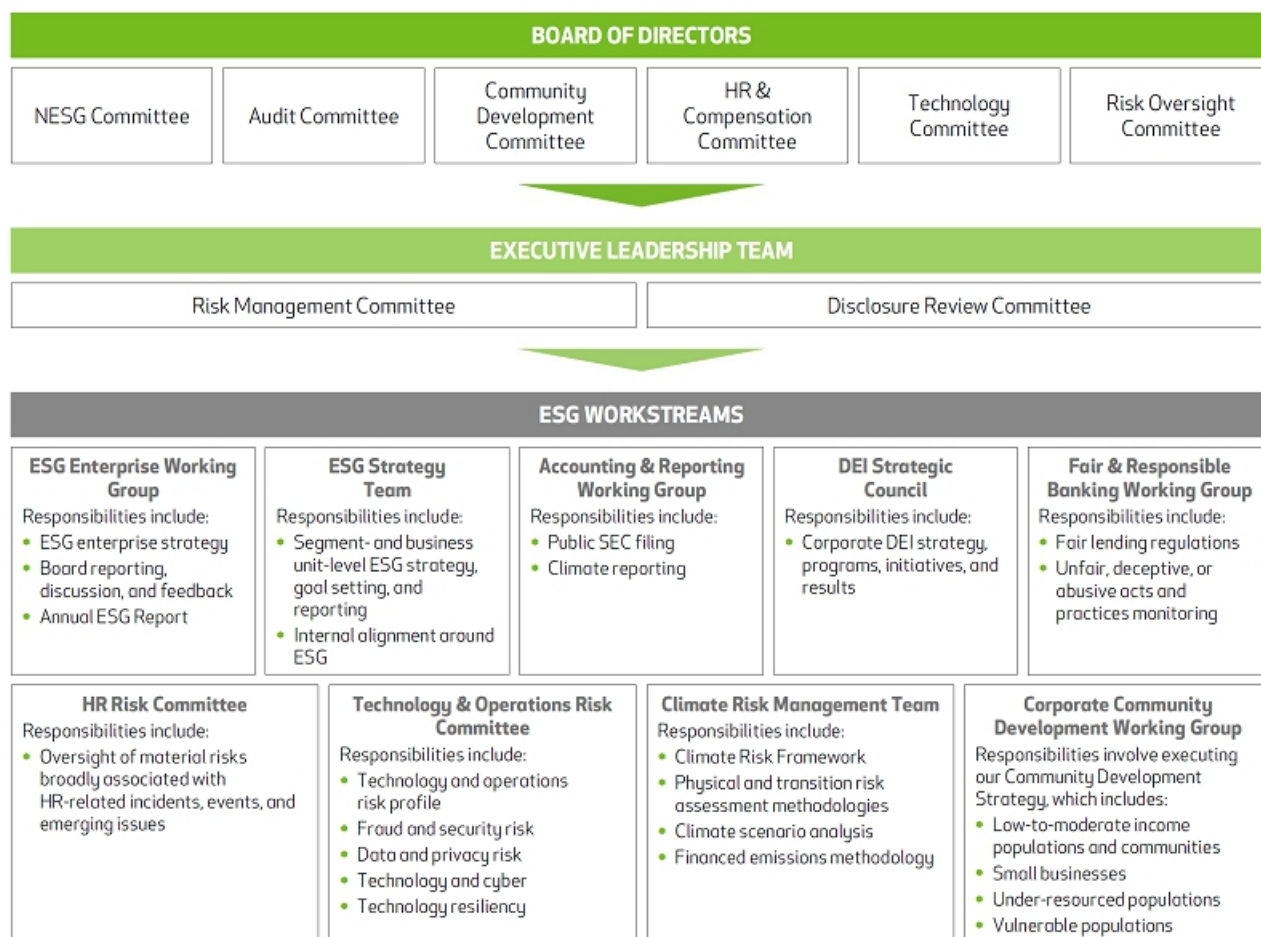 BOARD OF DIRECTORS
NESG Committee
Audit Committee
Community
Development
Committee
HR &
Compensation
Committee
Technology
Committee
Risk Oversight
Committee
EXECUTIVE LEADERSHIP TEAM
Risk Management Committee
Disclosure Review Committee
ESG WORKSTREAMS
ESG Enterprise Working
Group
Responsibilities include:
• ESG enterprise strategy
• Board reporting,
discussion, and feedback
• Annual ESG Report
ESG Strategy
Team
Responsibilities include:
• Segment- and business
unit-level ESG strategy,
goal setting, and
reporting
• Internal alignment around
ESG
Accounting & Reporting
Working Group
Responsibilities include:
• Public SEC filing
• Climate reporting
DEI Strategic
Council
Responsibilities include:
• Corporate DEI strategy,
programs, initiatives, and
results
Fair & Responsible
Banking Working Group
Responsibilities include:
• Fair lending regulations
• Unfair, deceptive, or
abusive acts and
practices monitoring
HR Risk Committee
Responsibilities include:
• Oversight of material risks
broadly associated with
HR-related incidents, events, and
emerging issues
Technology & Operations Risk
Committee
Responsibilities include:
• Technology and operations
risk profile
• Fraud and security risk
• Data and privacy risk
• Technology and cyber
• Technology resiliency
Climate Risk Management Team
Responsibilities include:
• Climate Risk Framework
• Physical and transition risk
assessment methodologies
• Climate scenario analysis
• Financed emissions methodology
Corporate Community
Development Working Group
Responsibilities involve executing
our Community Development
Strategy, which includes:
• Low-to-moderate income
populations and communities
• Small businesses
• Under-resourced populations
• Vulnerable populations